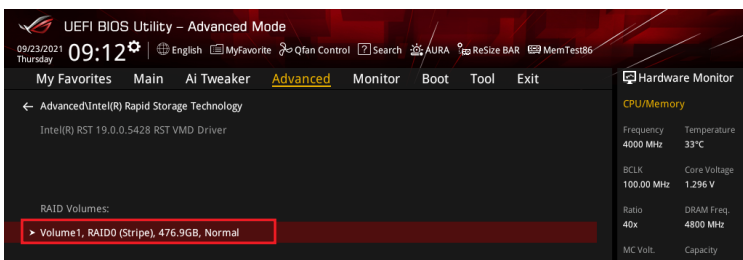 UEFI BIOS Utility – Advanced Mode
09/23/2021 Thursday 09:12 English MyFavorite Qfan Control ? Search AURA ReSize BAR MemTest86
My Favorites Main Ai Tweaker Advanced Monitor Boot Tool Exit Hardware Monitor
← Advanced\Intel(R) Rapid Storage Technology
CPU/Memory
Intel(R) RST 19.0.0.5428 RST VMD Driver
Frequency Temperature
4000 MHz 33°C
BCLK Core Voltage
100.00 MHz 1.296 V
RAID Volumes:
Ratio DRAM Freq.
> Volume1, RAID0 (Stripe), 476.9GB, Normal
40x 4800 MHz
MC Volt. Capacity